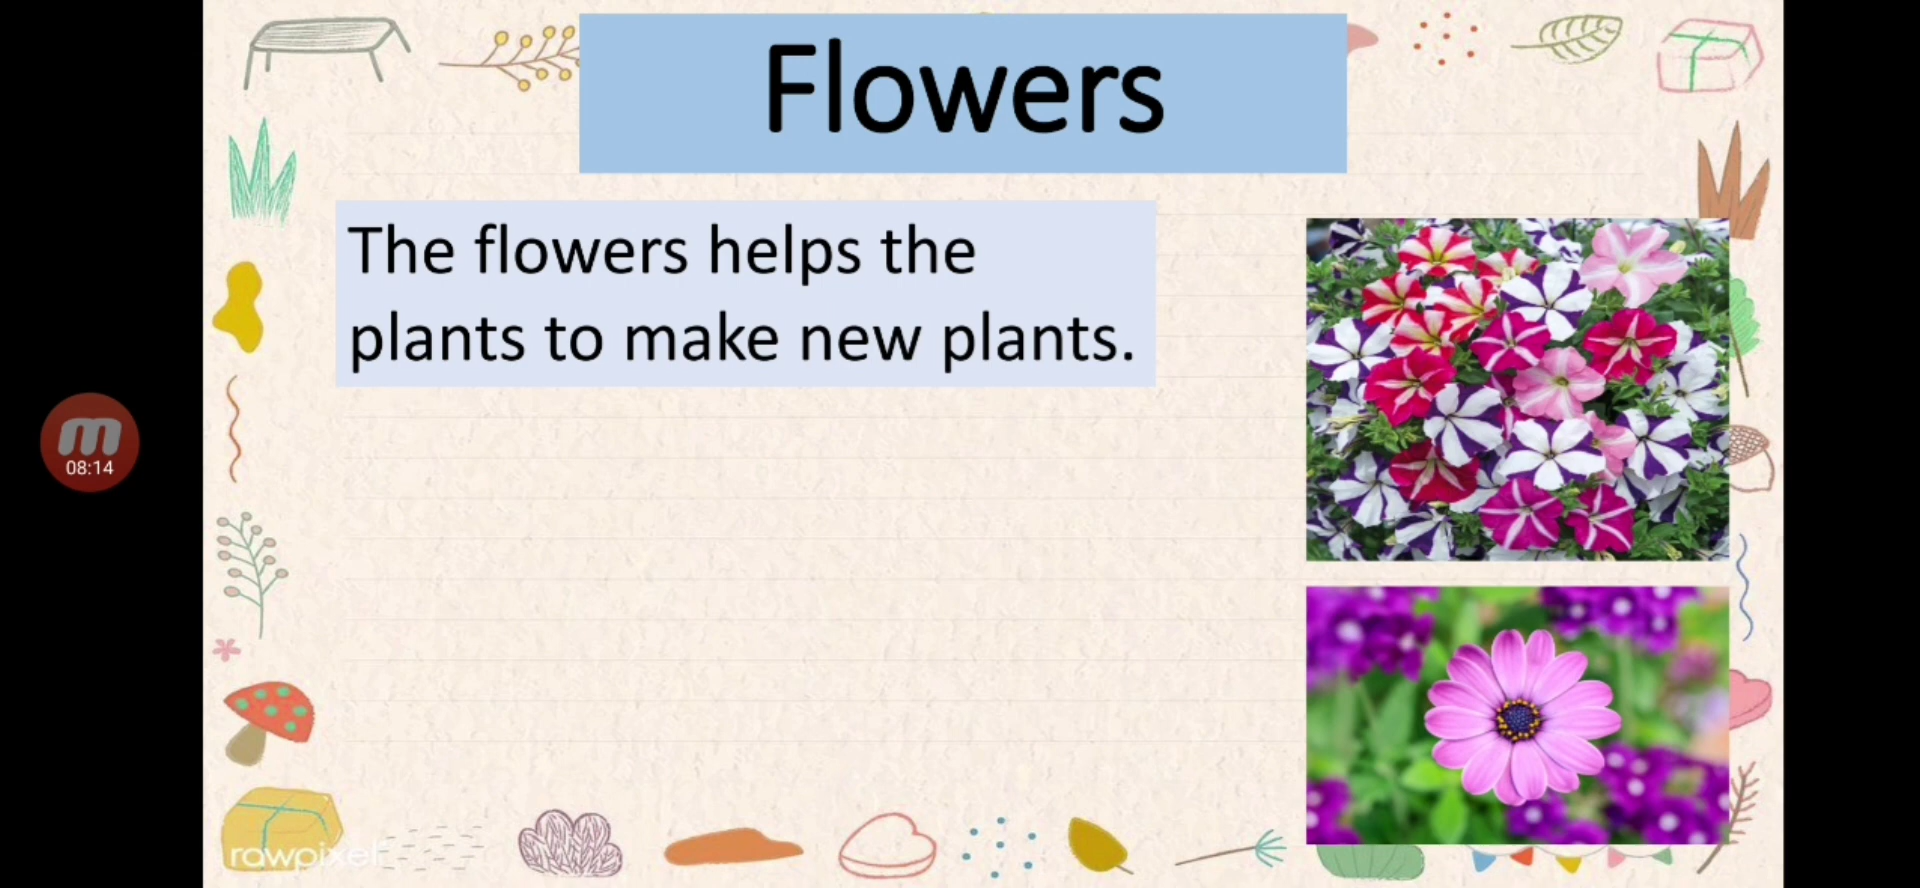 Flowers
The flowers helps the
plants to make new plants.
m
08:14
rawpixel